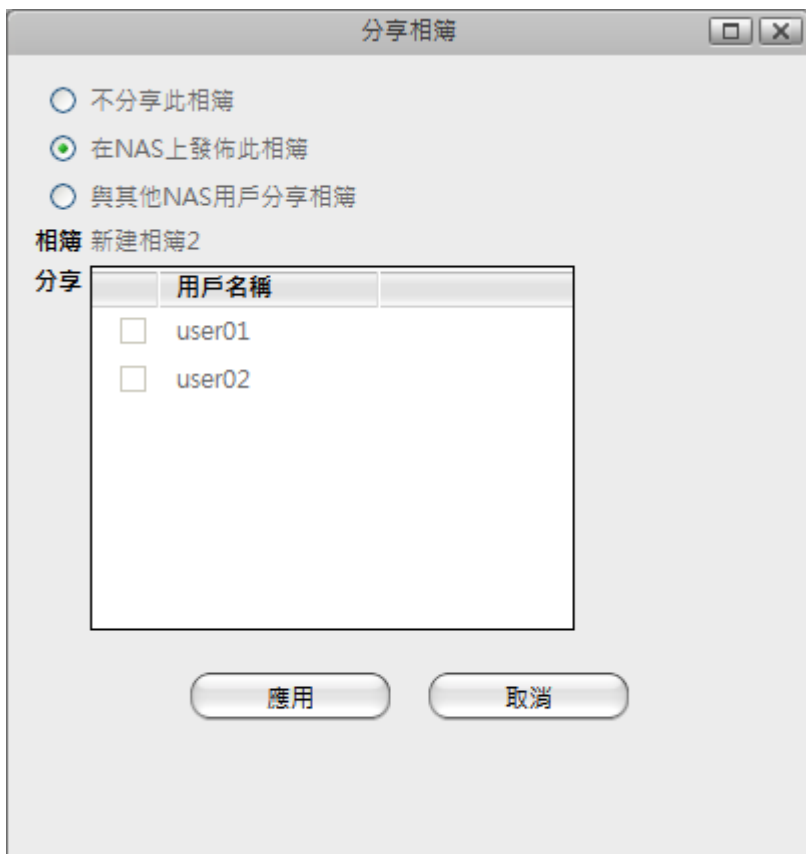 分享相簿
不分享此相簿
在NAS上發佈此相簿
與其他NAS用戶分享相簿
相簿 新建相簿2
分享 用戶名稱
user01
user02
應用 取消